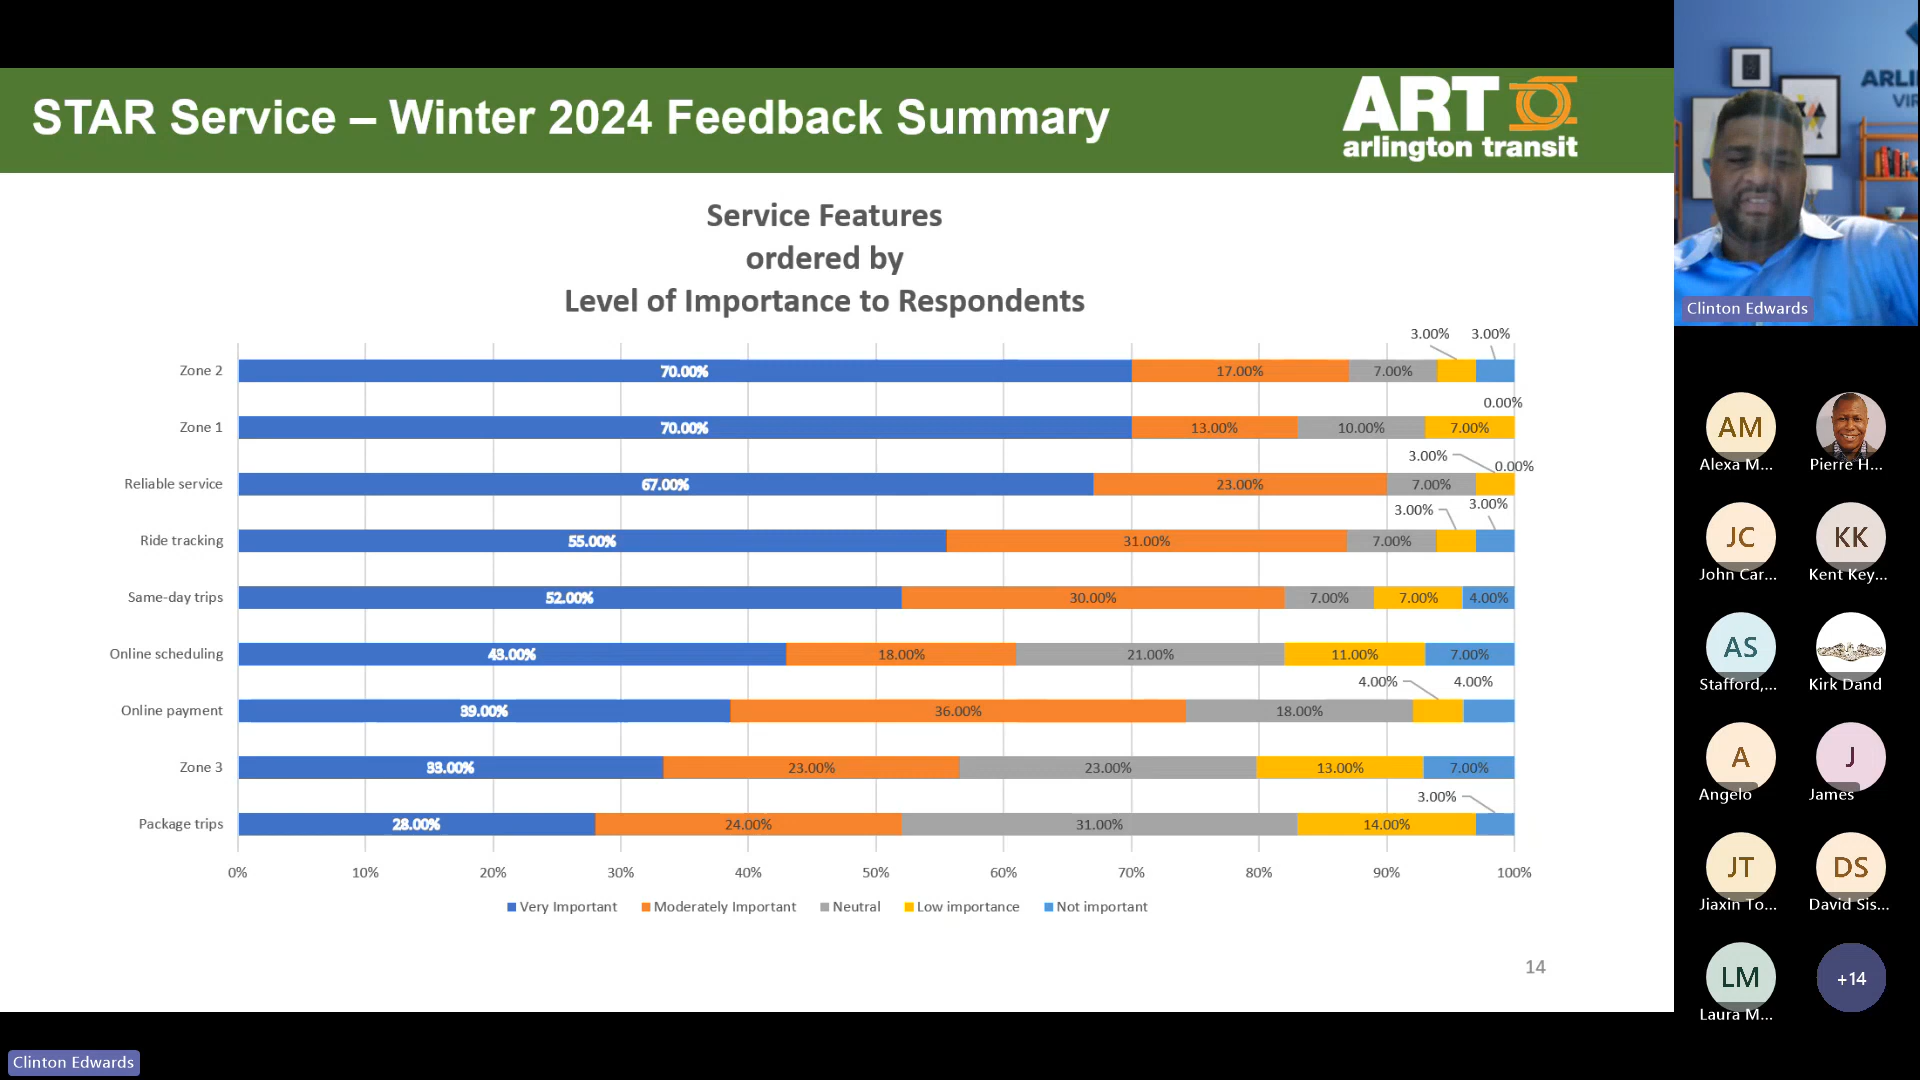 STAR Service – Winter 2024 Feedback Summary
ART
arlington transit
ARLI
VIR
Clinton Edwards
Service Features
ordered by
Level of Importance to Respondents
3.00% 3.00%
Zone 2 70.00% 17.00% 7.00%
0.00%
Zone 1 70.00% 13.00% 10.00% 7.00%
3.00% 0.00%
Reliable service 67.00% 23.00% 7.00%
3.00% 3.00%
Ride tracking 55.00% 31.00% 7.00%
Same-day trips 52.00% 30.00% 7.00% 7.00% 4.00%
Online scheduling 43.00% 18.00% 21.00% 11.00% 7.00%
4.00% 4.00%
Online payment 39.00% 36.00% 18.00%
Zone 3 33.00% 23.00% 23.00% 13.00% 7.00%
3.00%
Package trips 28.00% 24.00% 31.00% 14.00%
0% 10% 20% 30% 40% 50% 60% 70% 80% 90% 100%
Very Important Moderately Important Neutral Low importance Not important
14
AM
Alexa M... Pierre H...
JC KK
John Car... Kent Key...
AS
Stafford,... Kirk Dand
A J
Angelo James
JT DS
Jiaxin To... David Sis...
LM +14
Laura M...
Clinton Edwards